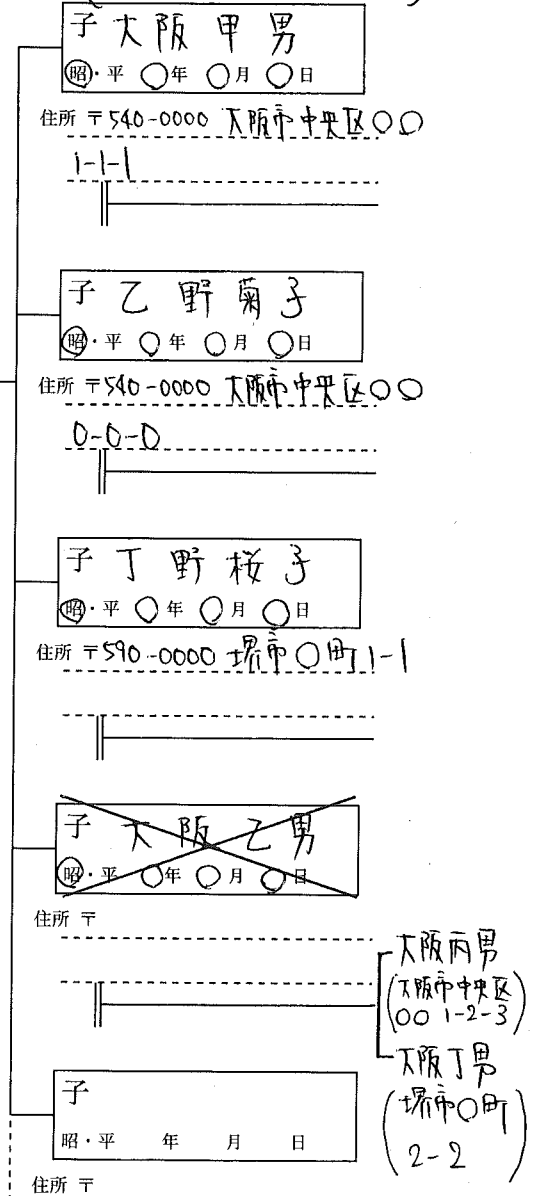 子 大阪 甲男
昭・平 ○年 ○月 ○日
住所 〒540-0000 大阪市中央区○○
1-1-1
子 乙野 菊子
昭・平 ○年 ○月 ○日
住所 〒540-0000 大阪市中央区○○
0-0-0
子 丁野 桜子
昭・平 ○年 ○月 ○日
住所 〒590-0000 堺市○町1-1
子 大阪 乙男
昭・平 ○年 ○月 ○日
住所 〒
大阪丙男
(大阪市中央区
○○ 1-2-3)
大阪丁男
(堺市○町
2-2)
子
昭・平 年 月 日
住所 〒